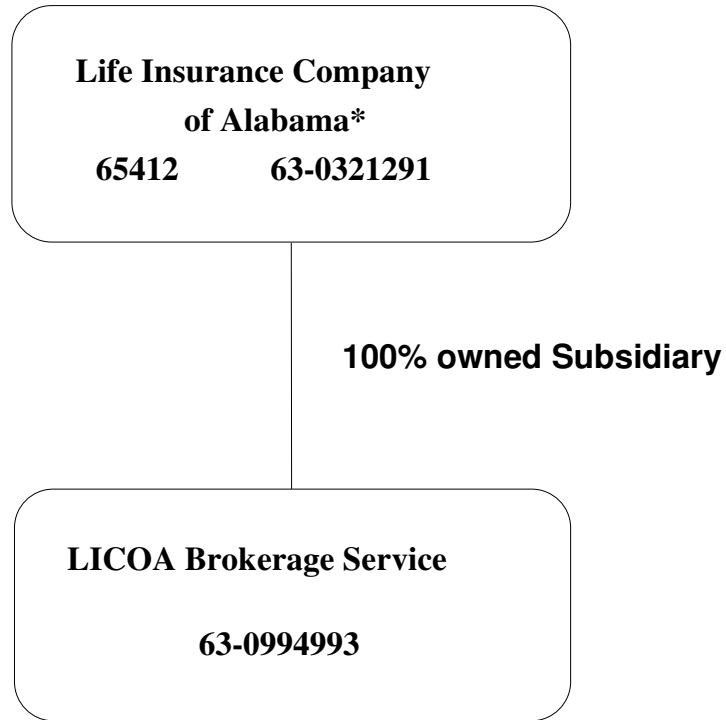 Life Insurance Company
of Alabama*
65412 63-0321291
100% owned Subsidiary
LICOA Brokerage Service
63-0994993